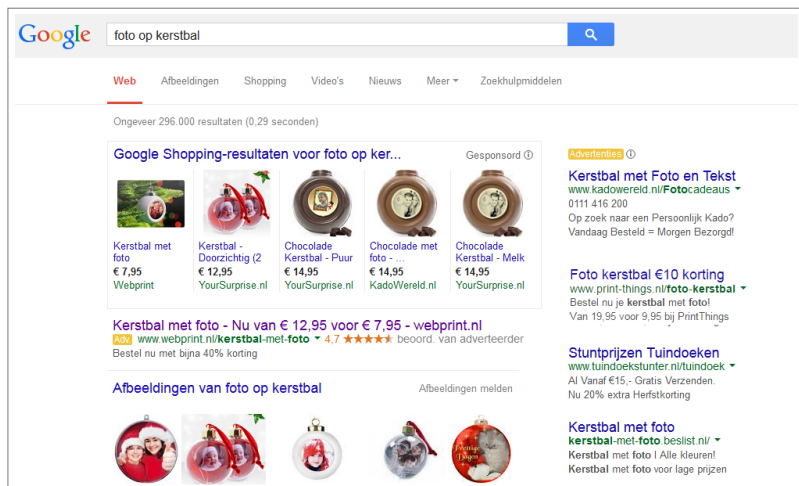 Google
foto op kerstbal
Web Afbeeldingen Shopping Video's Nieuws Meer Zoekhulpmiddelen
Ongeveer 296.000 resultaten (0,29 seconden)
Google Shopping-resultaten voor foto op ker...
Gesponsord
Kerstbal met
foto
€ 7,95
Webprint
Kerstbal -
Doorzichtig (2
€ 12,95
YourSurprise.nl
Chocolade
Kerstbal - Puur
€ 14,95
YourSurprise.nl
Chocolade met
foto - ...
€ 14,95
KadoWereld.nl
Chocolade
Kerstbal - Melk
€ 14,95
YourSurprise.nl
Kerstbal met foto - Nu van € 12,95 voor € 7,95 - webprint.nl
Adv www.webprint.nl/kerstbal-met-foto 4,7 ★★★★★ beoord. van adverteerder
Bestel nu met bijna 40% korting
Afbeeldingen van foto op kerstbal
Afbeeldingen melden
Prettige
Dagen
Advertenties
Kerstbal met Foto en Tekst
www.kadowereld.nl/Fotocadeaus
0111 416 200
Op zoek naar een Persoonlijk Kado?
Vandaag Besteld = Morgen Bezorgd!
Foto kerstbal €10 korting
www.print-things.nl/foto-kerstbal
Bestel nu je kerstbal met foto!
Van 19,95 voor 9,95 bij PrintThings
Stuntprijzen Tuindoeken
www.tuindoekstunter.nl/tuindoek
Al Vanaf €15,- Gratis Verzenden.
Nu 20% extra Herfstkorting
Kerstbal met foto
kerstbal-met-foto.beslist.nl/
Kerstbal met foto I Alle kleuren!
Kerstbal met foto voor lage prijzen